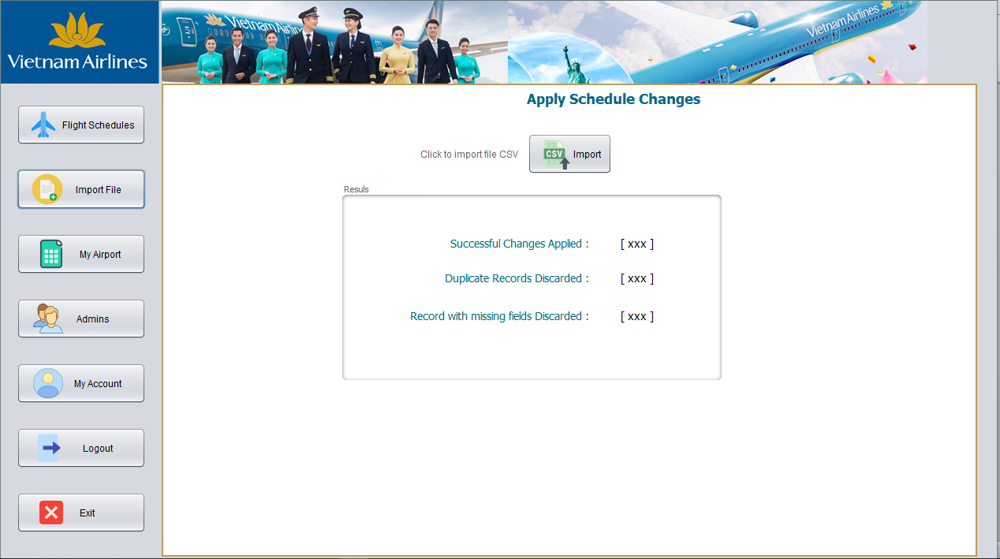 Vietnam Airlines
Vietnam Airlines
Vietnam Airlines
Apply Schedule Changes
Flight Schedules
Click to import file CSV
CSV
Import
Import File
Resuls
Successful Changes Applied : [ xxx ]
My Airport
Duplicate Records Discarded : [ xxx ]
Record with missing fields Discarded : [ xxx ]
Admins
My Account
Logout
Exit